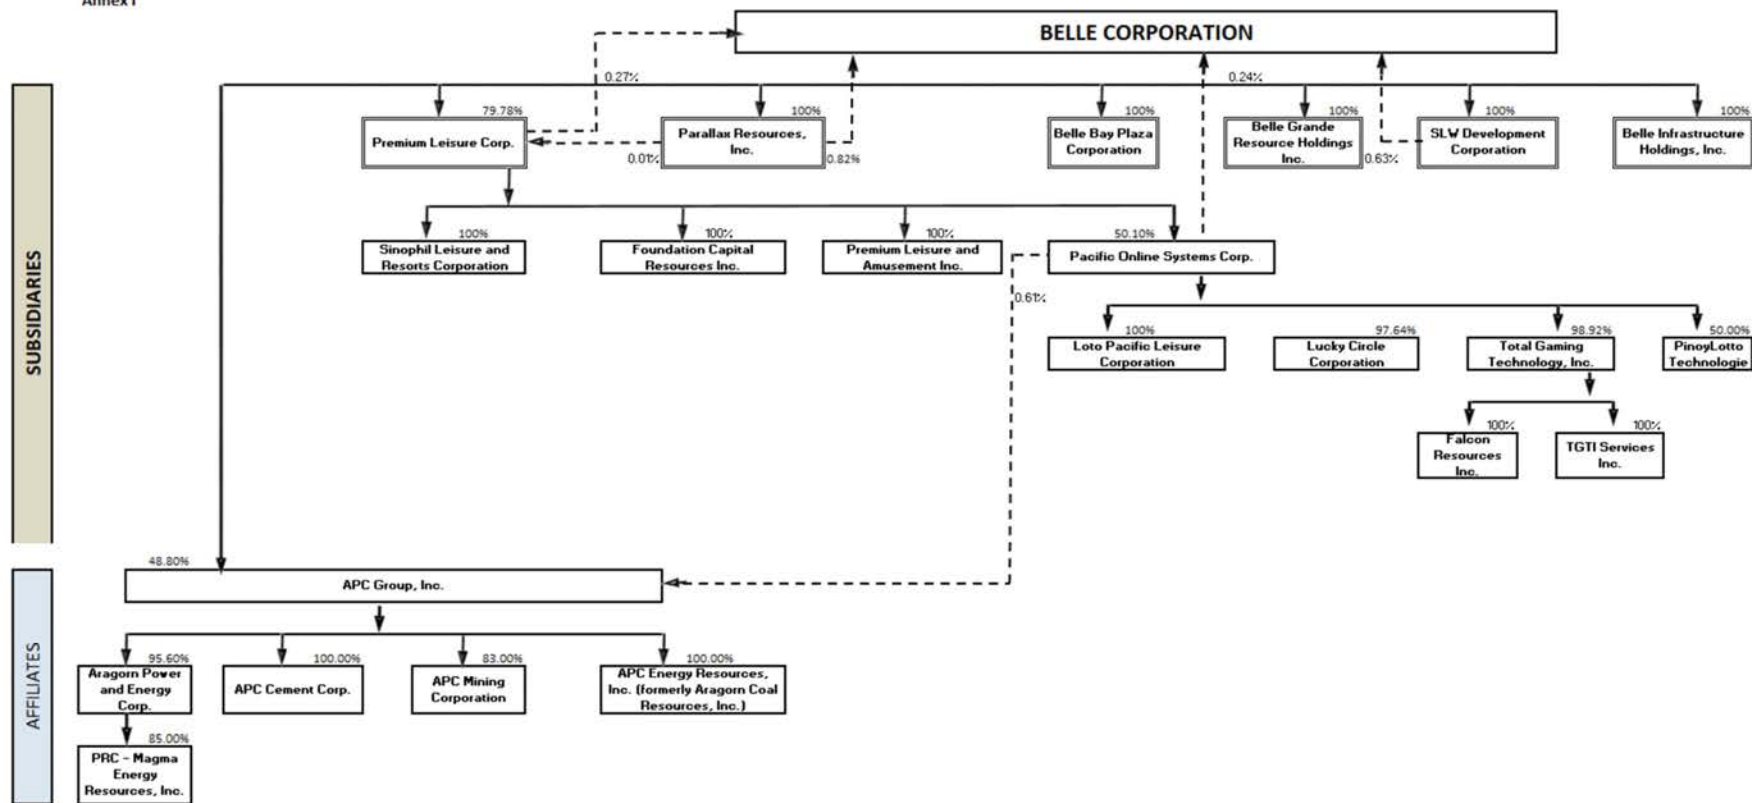 Annex I
BELLE CORPORATION
0.27%
0.24%
79.78%
100%
100%
100%
100%
100%
Premium Leisure Corp.
Parallax Resources,
Inc.
Belle Bay Plaza
Corporation
Belle Grande
Resource Holdings
Inc.
SLW Development
Corporation
Belle Infrastructure
Holdings, Inc.
0.01%
0.82%
0.63%
SUBSIDIARIES
100%
100%
100%
50.10%
Sinophil Leisure and
Resorts Corporation
Foundation Capital
Resources Inc.
Premium Leisure and
Amusement Inc.
Pacific Online Systems Corp.
0.61%
100%
97.64%
98.92%
50.00%
Loto Pacific Leisure
Corporation
Lucky Circle
Corporation
Total Gaming
Technology, Inc.
PinoyLotto
Technologie
100%
100%
Falcon
Resources
Inc.
TGTI Services
Inc.
AFFILIATES
48.80%
APC Group, Inc.
95.60%
100.00%
83.00%
100.00%
Aragorn Power
and Energy
Corp.
APC Cement Corp.
APC Mining
Corporation
APC Energy Resources,
Inc. (formerly Aragorn Coal
Resources, Inc.)
85.00%
PRC - Magma
Energy
Resources, Inc.